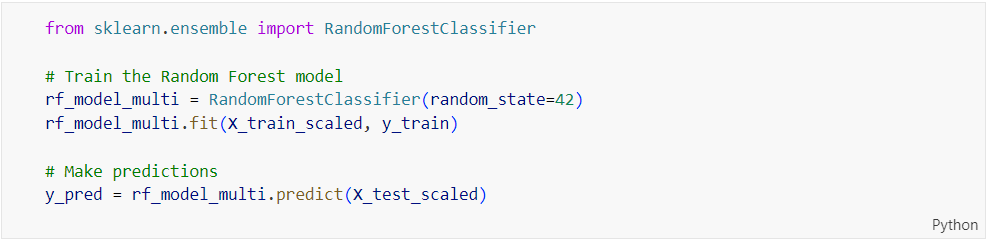 from sklearn.ensemble import RandomForestClassifier
# Train the Random Forest model
rf_model_multi = RandomForestClassifier(random_state=42)
rf_model_multi.fit(X_train_scaled, y_train)
# Make predictions
y_pred = rf_model_multi.predict(X_test_scaled)
Python